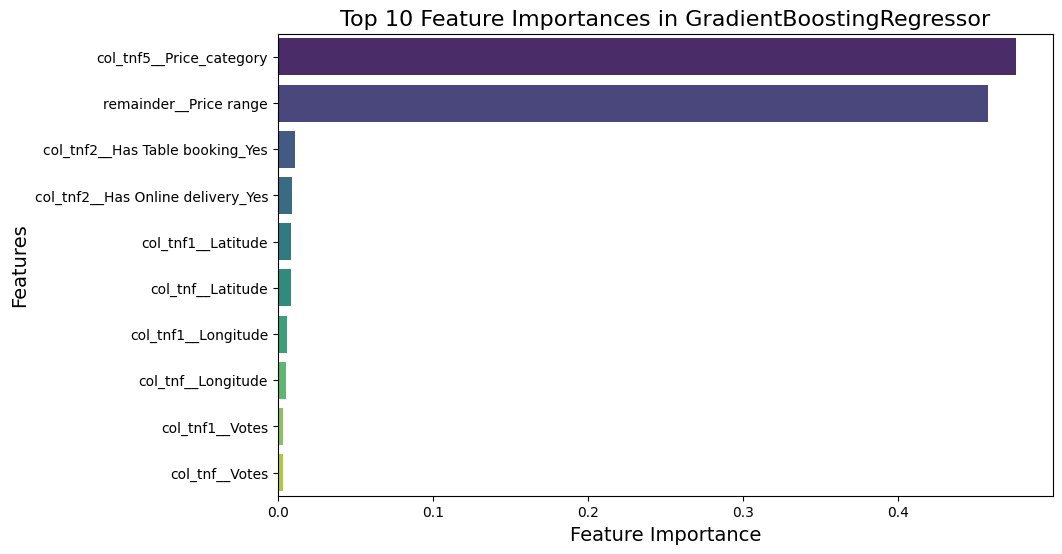 Top 10 Feature Importances in GradientBoostingRegressor
col_tnf5__Price_category
remainder__Price range
col_tnf2__Has Table booking_Yes
col_tnf2__Has Online delivery_Yes
col_tnf1__Latitude
col_tnf__Latitude
col_tnf1__Longitude
col_tnf__Longitude
col_tnf1__Votes
col_tnf__Votes
Features
0.0 0.1 0.2 0.3 0.4
Feature Importance